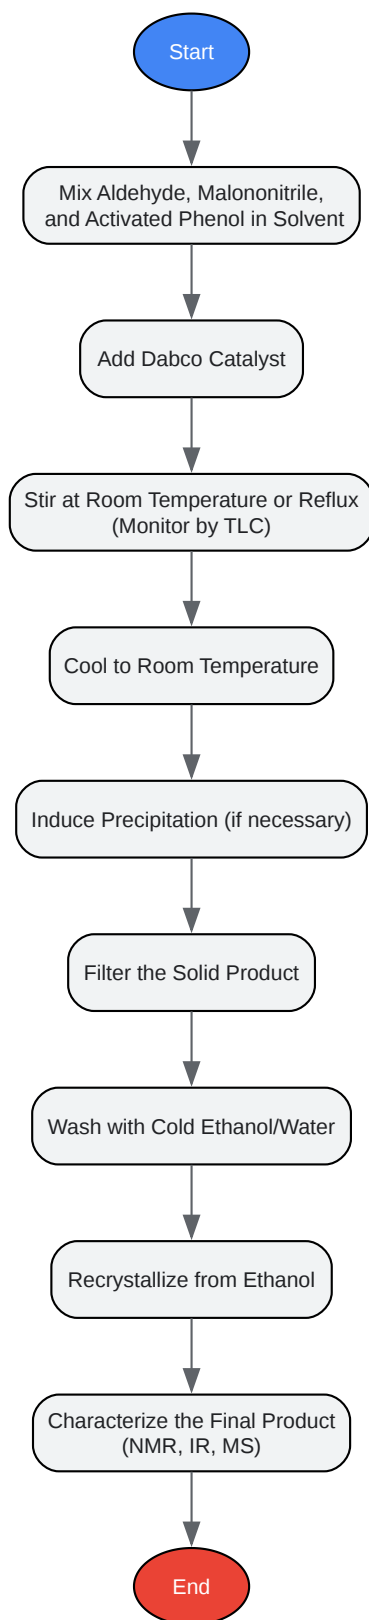 Start
Mix Aldehyde, Malononitrile,
and Activated Phenol in Solvent
Add Dabco Catalyst
Stir at Room Temperature or Reflux
(Monitor by TLC)
Cool to Room Temperature
Induce Precipitation (if necessary)
Filter the Solid Product
Wash with Cold Ethanol/Water
Recrystallize from Ethanol
Characterize the Final Product
(NMR, IR, MS)
End